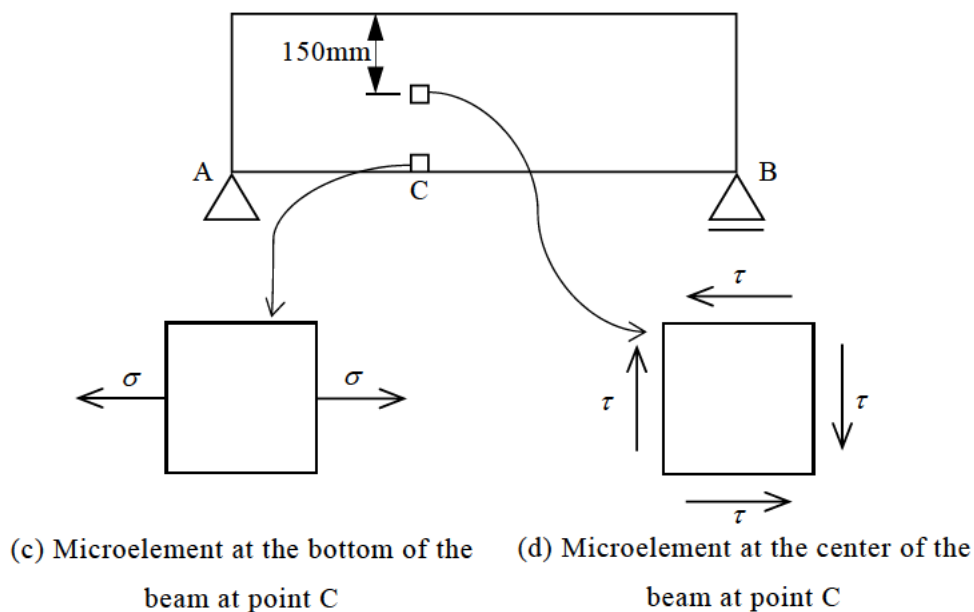 150mm
A
C
B
τ
σ
σ
τ
τ
τ
(c) Microelement at the bottom of the
beam at point C
(d) Microelement at the center of the
beam at point C